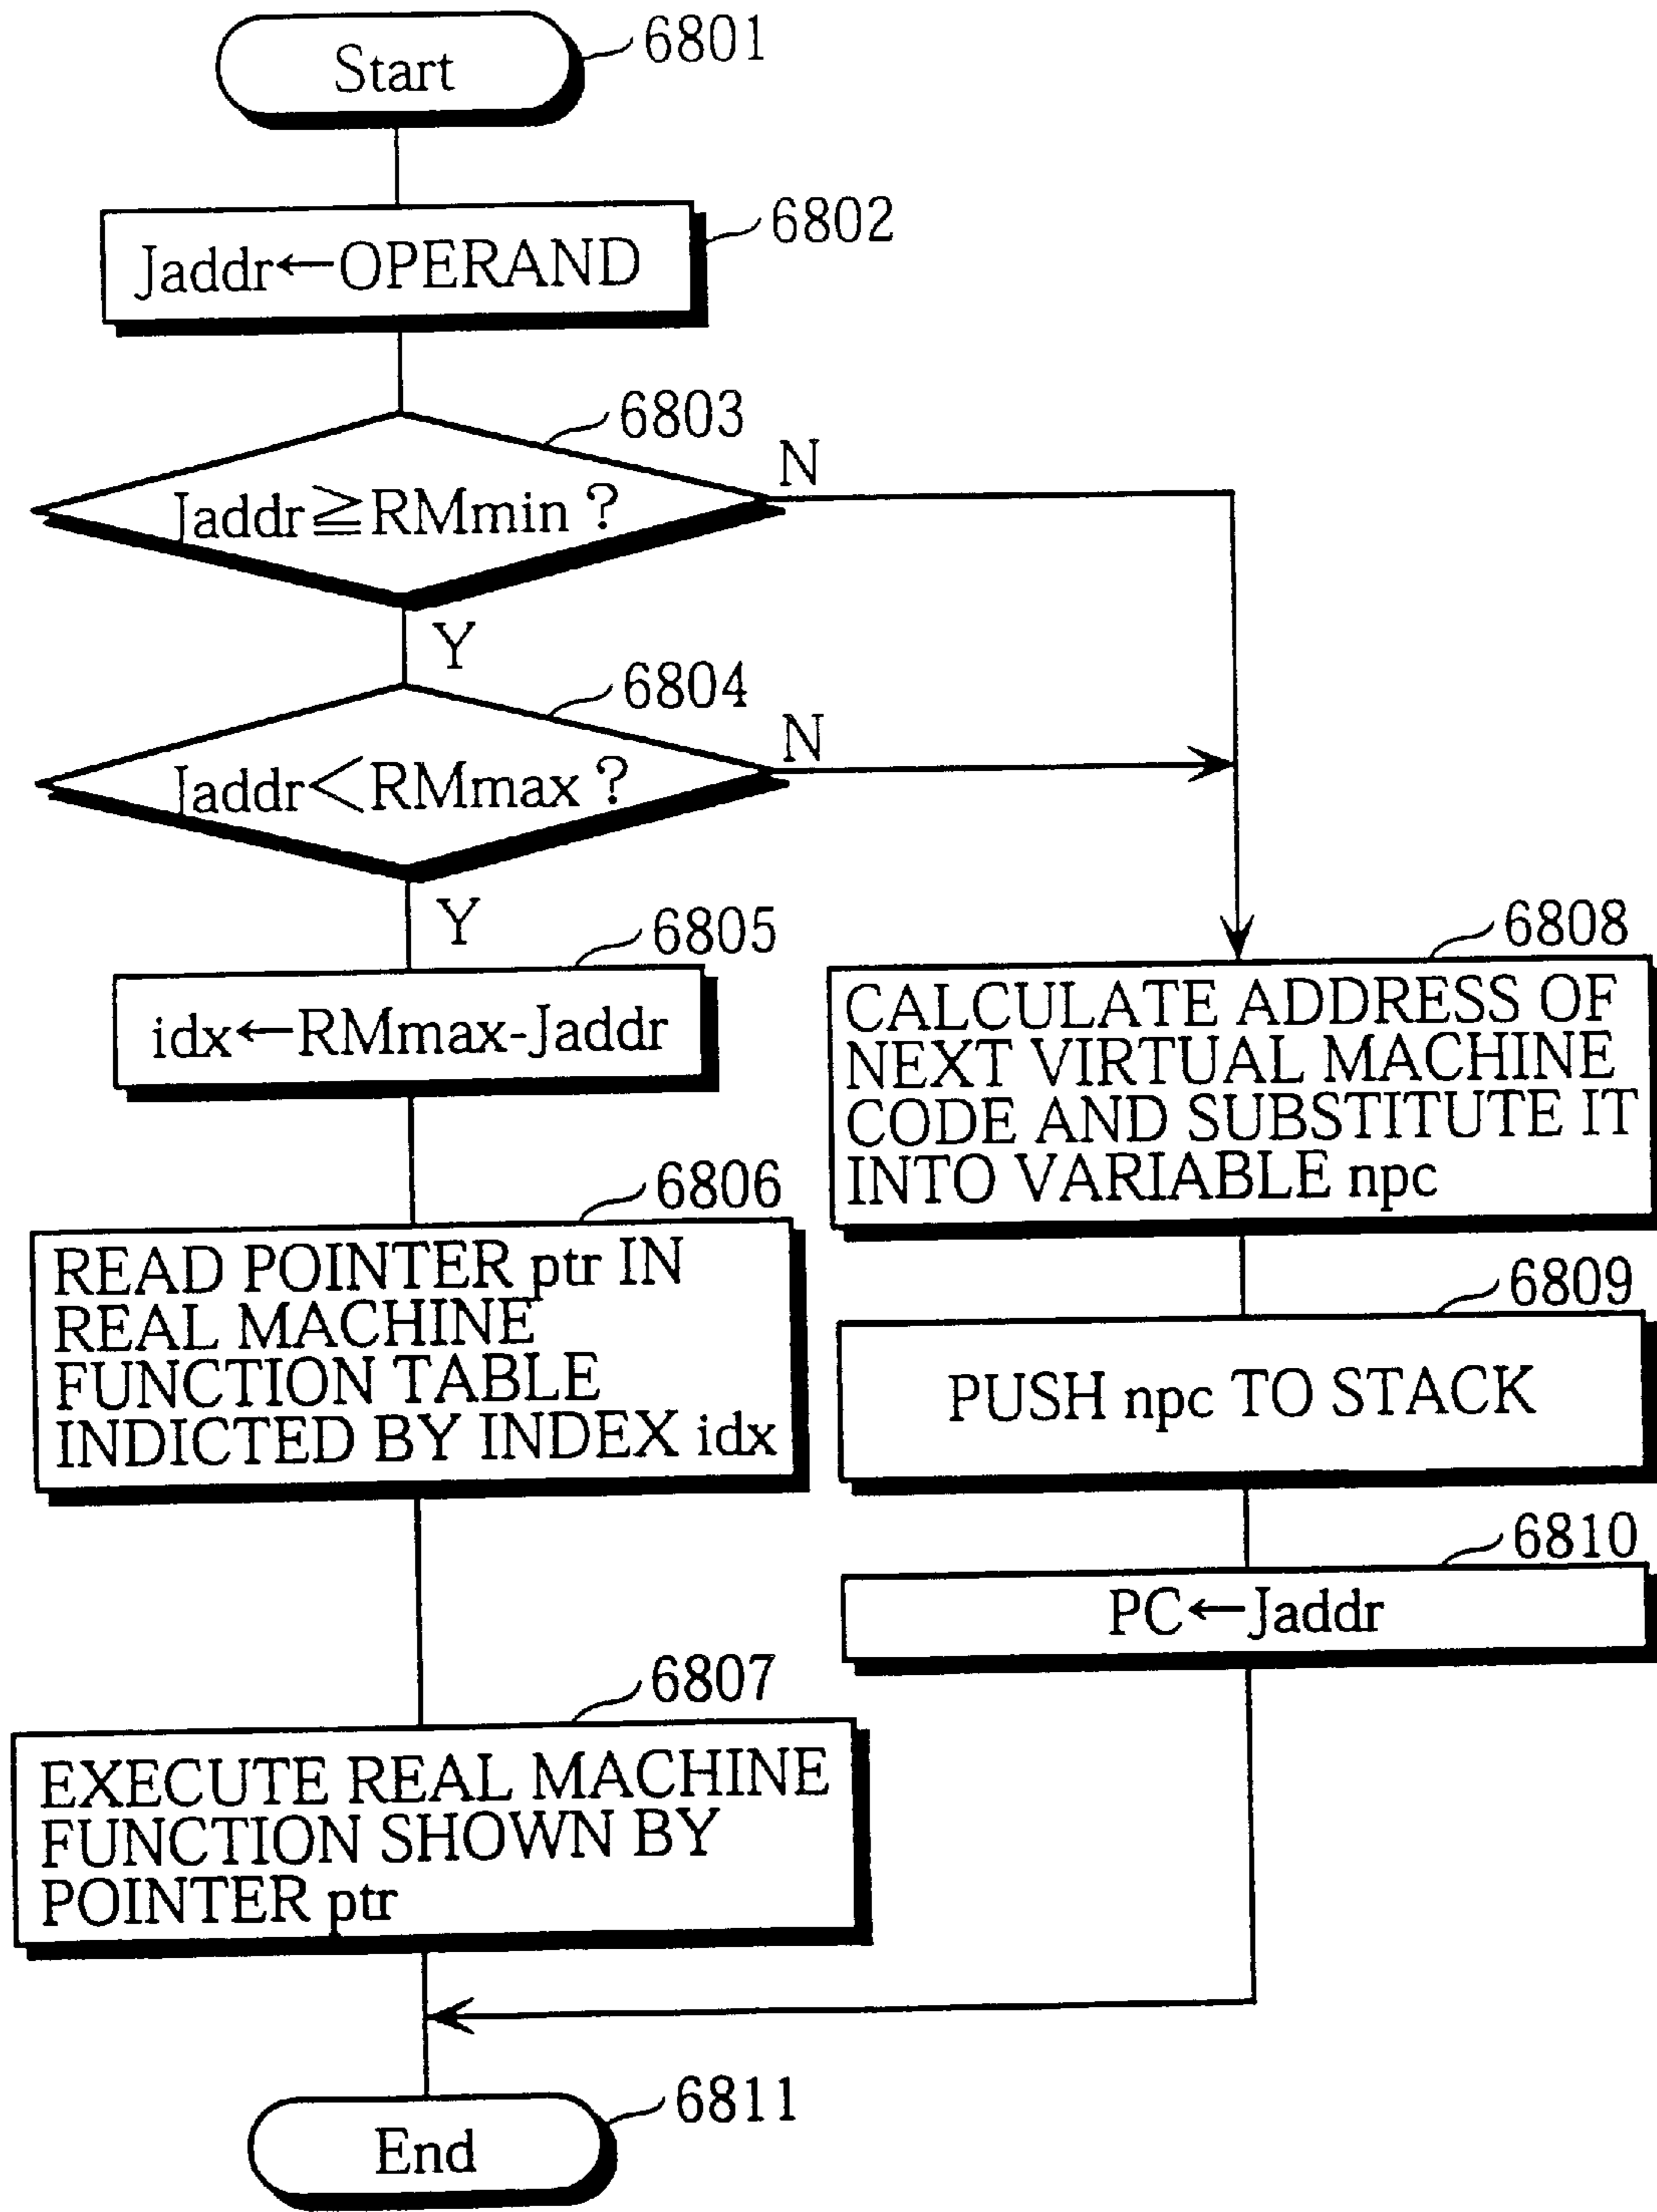 Start
6801
Jaddr←OPERAND
6802
6803
Jaddr≧RMmin ?
N
Y
6804
Jaddr<RMmax ?
N
Y
6805
idx←RMmax-Jaddr
6806
READ POINTER ptr IN
REAL MACHINE
FUNCTION TABLE
INDICTED BY INDEX idx
6807
EXECUTE REAL MACHINE
FUNCTION SHOWN BY
POINTER ptr
6808
CALCULATE ADDRESS OF
NEXT VIRTUAL MACHINE
CODE AND SUBSTITUTE IT
INTO VARIABLE npc
6809
PUSH npc TO STACK
6810
PC←Jaddr
End
6811